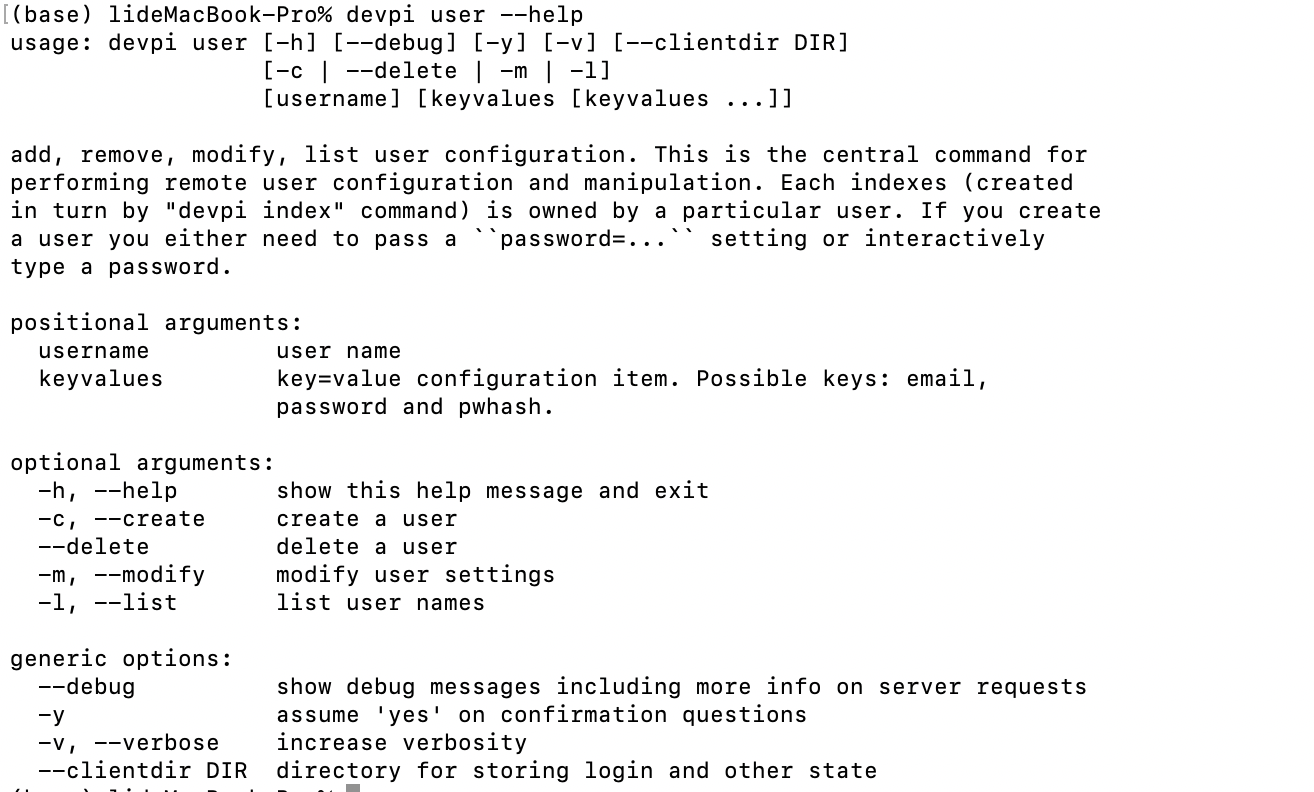 (base) lideMacBook-Pro% devpi user --help
usage: devpi user [-h] [--debug] [-y] [-v] [--clientdir DIR]
                  [-c | --delete | -m | -l]
                  [username] [keyvalues [keyvalues ...]]

add, remove, modify, list user configuration. This is the central command for
performing remote user configuration and manipulation. Each indexes (created
in turn by "devpi index" command) is owned by a particular user. If you create
a user you either need to pass a ``password=...`` setting or interactively
type a password.

positional arguments:
  username         user name
  keyvalues        key=value configuration item. Possible keys: email,
                   password and pwhash.

optional arguments:
  -h, --help       show this help message and exit
  -c, --create     create a user
  --delete         delete a user
  -m, --modify     modify user settings
  -l, --list       list user names

generic options:
  --debug          show debug messages including more info on server requests
  -y               assume 'yes' on confirmation questions
  -v, --verbose    increase verbosity
  --clientdir DIR  directory for storing login and other state